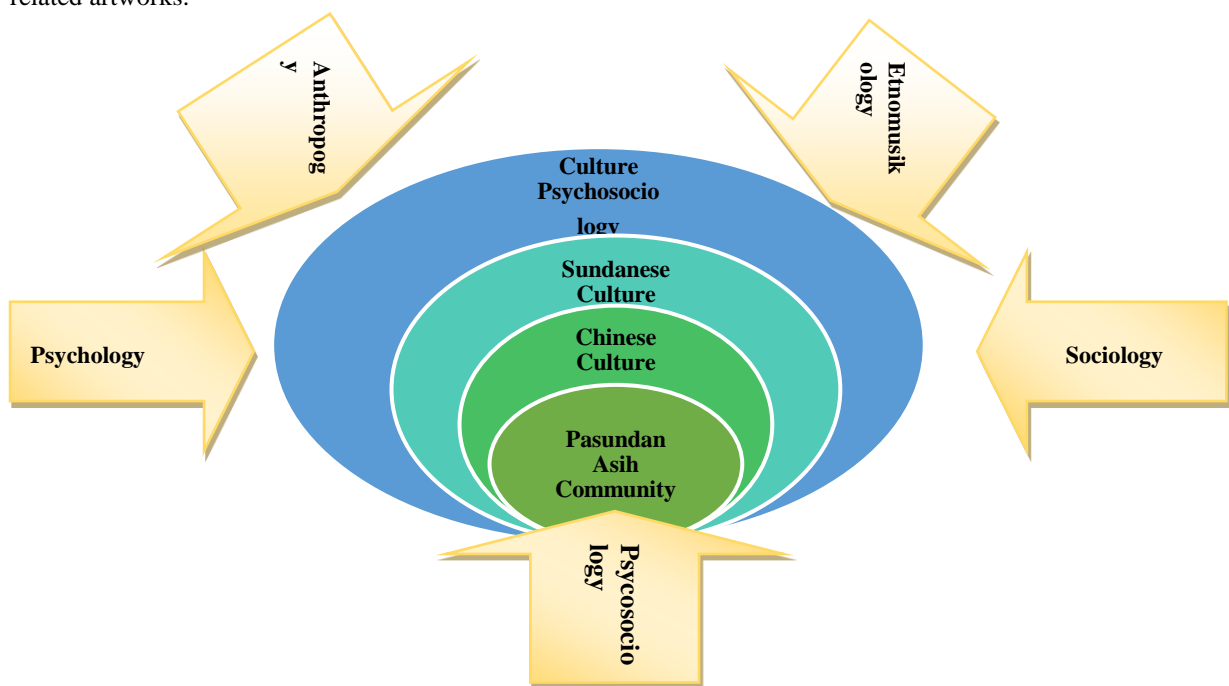 related artworks.
Anthropog
y
Etnomusik
ology
Culture
Psychosocio
logy
Sundanese
Culture
Chinese
Culture
Psychology
Sociology
Pasundan
Asih
Community
Psycosocio
logy